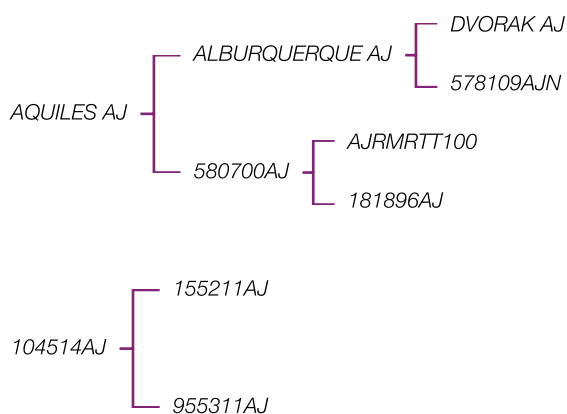 DVORAK AJ
ALBURQUERQUE AJ
578109AJN
AQUILES AJ
AJRMRTT100
580700AJ
181896AJ
155211AJ
104514AJ
955311AJ